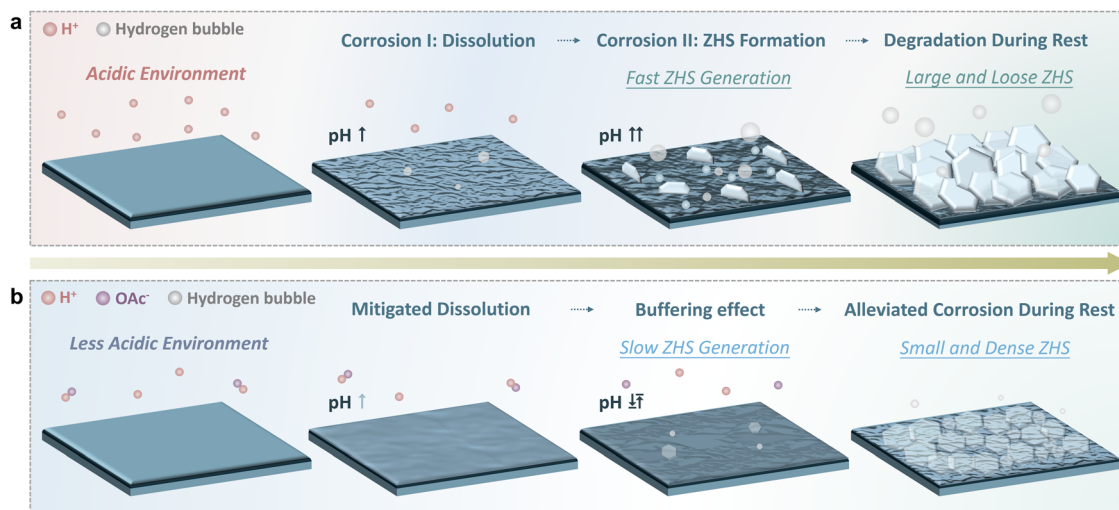 a
H⁺ Hydrogen bubble
Corrosion I: Dissolution Corrosion II: ZHS Formation Degradation During Rest
Acidic Environment Fast ZHS Generation Large and Loose ZHS
pH ↑ pH ↑↑
b
H⁺ OAc⁻ Hydrogen bubble
Mitigated Dissolution Buffering effect Alleviated Corrosion During Rest
Less Acidic Environment Slow ZHS Generation Small and Dense ZHS
pH ↑ pH ↓↑